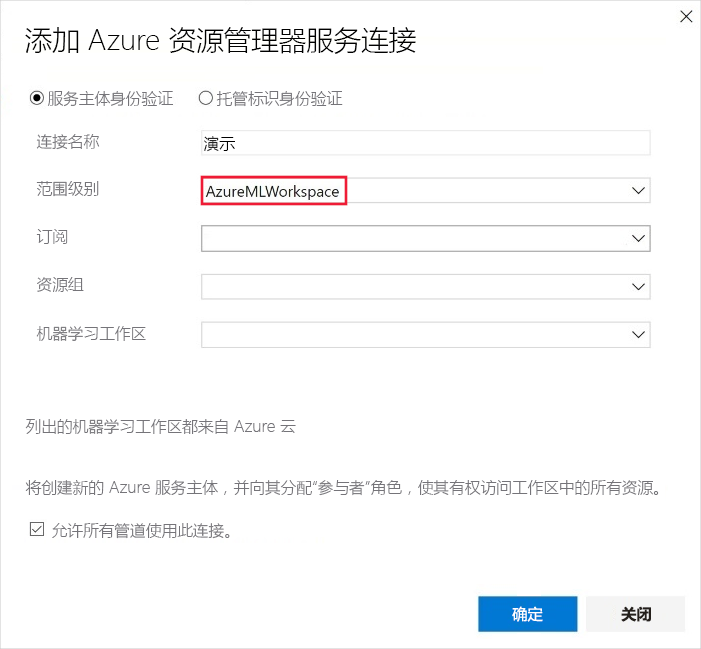 添加 Azure 资源管理器服务连接
服务主体身份验证 托管标识身份验证
连接名称 演示
范围级别 AzureMLWorkspace
订阅
资源组
机器学习工作区
列出的机器学习工作区都来自 Azure 云
将创建新的 Azure 服务主体，并向其分配“参与者”角色，使其有权访问工作区中的所有资源。
允许所有管道使用此连接。
确定 关闭